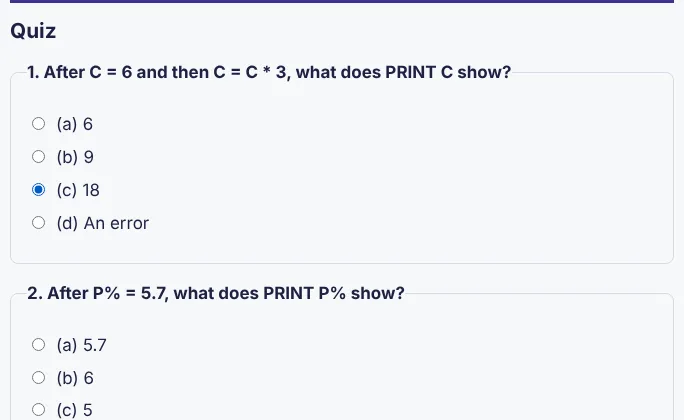 Quiz
1. After C = 6 and then C = C * 3, what does PRINT C show?
(a) 6
(b) 9
(c) 18
(d) An error
2. After P% = 5.7, what does PRINT P% show?
(a) 5.7
(b) 6
(c) 5